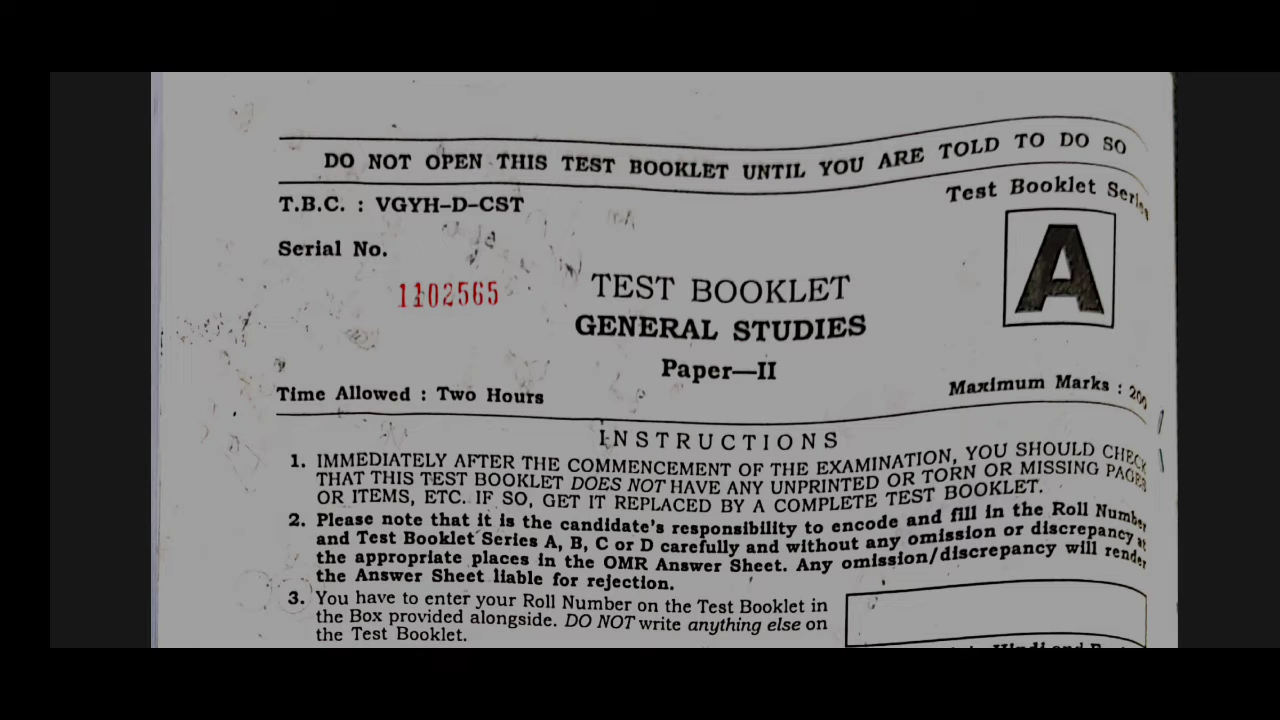 DO NOT OPEN THIS TEST BOOKLET UNTIL YOU ARE TOLD TO DO SO
T.B.C. : VGYH–D–CST
Test Booklet Series
Serial No.
A
1102565
TEST BOOKLET
GENERAL STUDIES
Paper—II
Time Allowed : Two Hours
Maximum Marks : 200
INSTRUCTIONS
1. IMMEDIATELY AFTER THE COMMENCEMENT OF THE EXAMINATION, YOU SHOULD CHECK
THAT THIS TEST BOOKLET DOES NOT HAVE ANY UNPRINTED OR TORN OR MISSING PAGES
OR ITEMS, ETC. IF SO, GET IT REPLACED BY A COMPLETE TEST BOOKLET.
2. Please note that it is the candidate's responsibility to encode and fill in the Roll Number
and Test Booklet Series A, B, C or D carefully and without any omission or discrepancy at
the appropriate places in the OMR Answer Sheet. Any omission/discrepancy will render
the Answer Sheet liable for rejection.
3. You have to enter your Roll Number on the Test Booklet in
the Box provided alongside. DO NOT write anything else on
the Test Booklet.